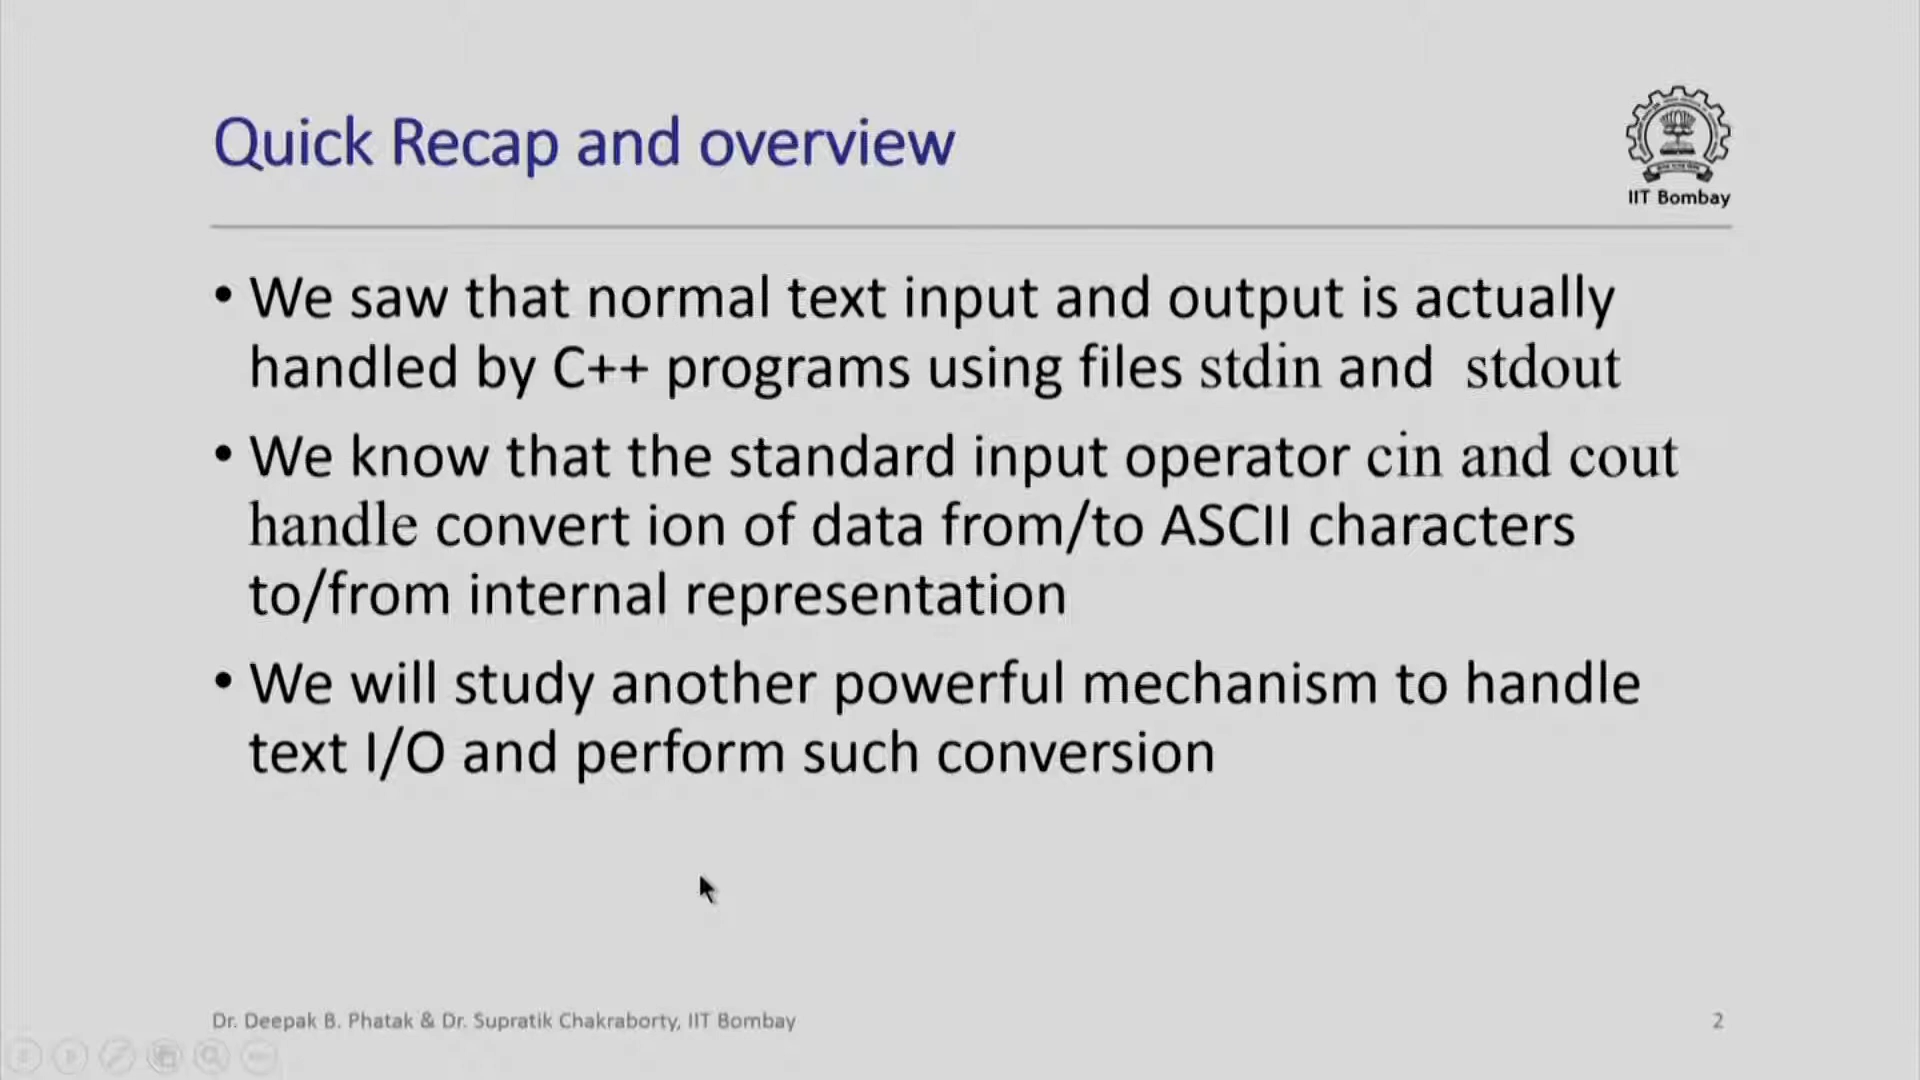 Quick Recap and overview
IIT Bombay
• We saw that normal text input and output is actually
handled by C++ programs using files stdin and stdout
• We know that the standard input operator cin and cout
handle convert ion of data from/to ASCII characters
to/from internal representation
• We will study another powerful mechanism to handle
text I/O and perform such conversion
Dr. Deepak B. Phatak & Dr. Supratik Chakraborty, IIT Bombay
2